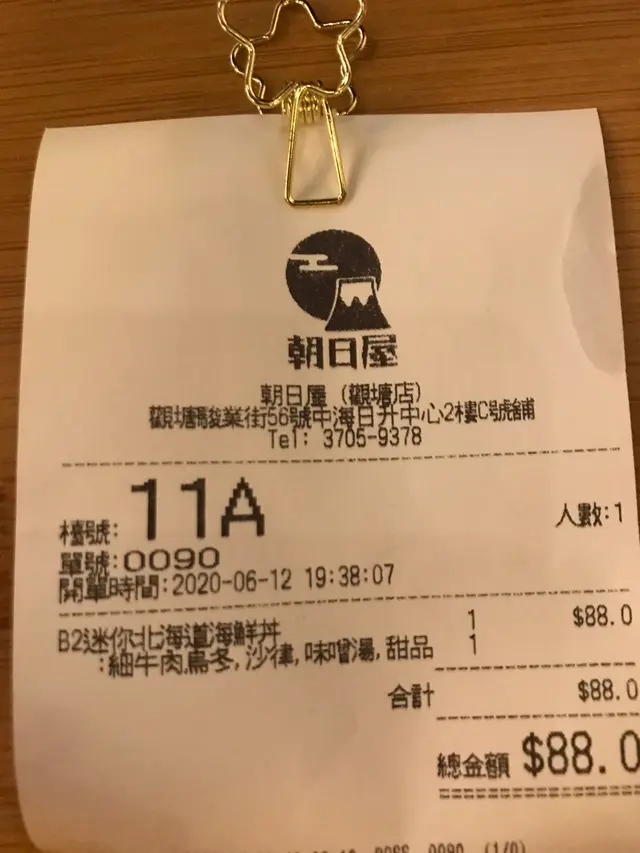 朝日屋
朝日屋 (觀塘店)
觀塘駿業街56號中海日升中心2樓C號舖
Tel: 3705-9378
檯號: 11A 人數:1
單號:0090
開單時間:2020-06-12 19:38:07
B2迷你北海道海鮮丼 1 $88.0
:細牛肉烏冬,沙律,味噌湯,甜品 1
合計 $88.0
總金額 $88.0